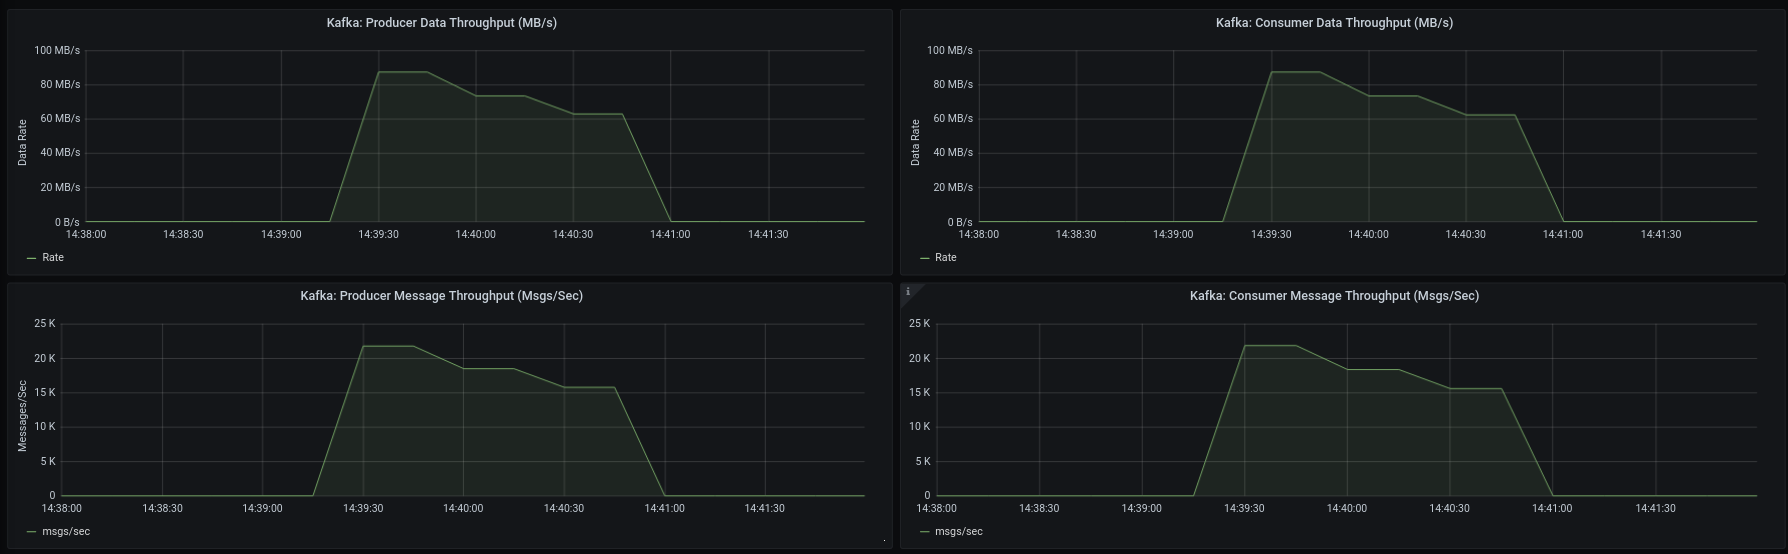 Kafka: Producer Data Throughput (MB/s)
100 MB/s
80 MB/s
60 MB/s
40 MB/s
20 MB/s
0 B/s
Data Rate
14:38:00 14:38:30 14:39:00 14:39:30 14:40:00 14:40:30 14:41:00 14:41:30
Rate
Kafka: Consumer Data Throughput (MB/s)
100 MB/s
80 MB/s
60 MB/s
40 MB/s
20 MB/s
0 B/s
Data Rate
14:38:00 14:38:30 14:39:00 14:39:30 14:40:00 14:40:30 14:41:00 14:41:30
Rate
Kafka: Producer Message Throughput (Msgs/Sec)
25 K
20 K
15 K
10 K
5 K
0
Messages/Sec
14:38:00 14:38:30 14:39:00 14:39:30 14:40:00 14:40:30 14:41:00 14:41:30
msgs/sec
i
Kafka: Consumer Message Throughput (Msgs/Sec)
25 K
20 K
15 K
10 K
5 K
0
14:38:00 14:38:30 14:39:00 14:39:30 14:40:00 14:40:30 14:41:00 14:41:30
msgs/sec